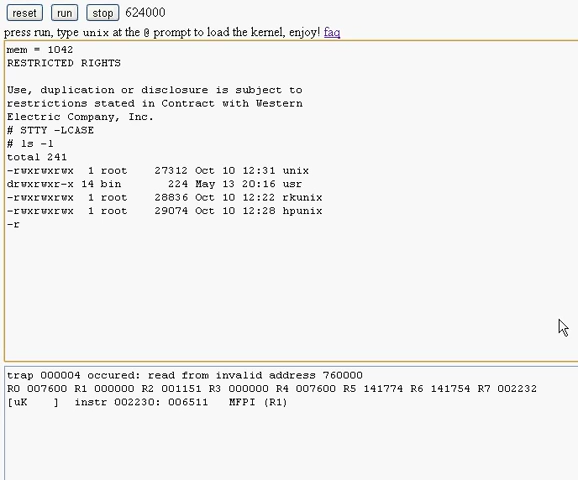 reset run stop 624000
press run, type unix at the @ prompt to load the kernel, enjoy! faq
mem = 1042
RESTRICTED RIGHTS
Use, duplication or disclosure is subject to
restrictions stated in Contract with Western
Electric Company, Inc.
# STTY -LCASE
# ls -l
total 241
-rwxrwxrwx  1 root    27312 Oct 10 12:31 unix
drwxrwxr-x 14 bin       224 May 13 20:16 usr
-rwxrwxrwx  1 root    28836 Oct 10 12:22 rkunix
-rwxrwxrwx  1 root    29074 Oct 10 12:28 hpunix
-r
trap 000004 occured: read from invalid address 760000
R0 007600 R1 000000 R2 001151 R3 000000 R4 007600 R5 141774 R6 141754 R7 002232
[uK    ]  instr 002230: 006511   MFPI (R1)